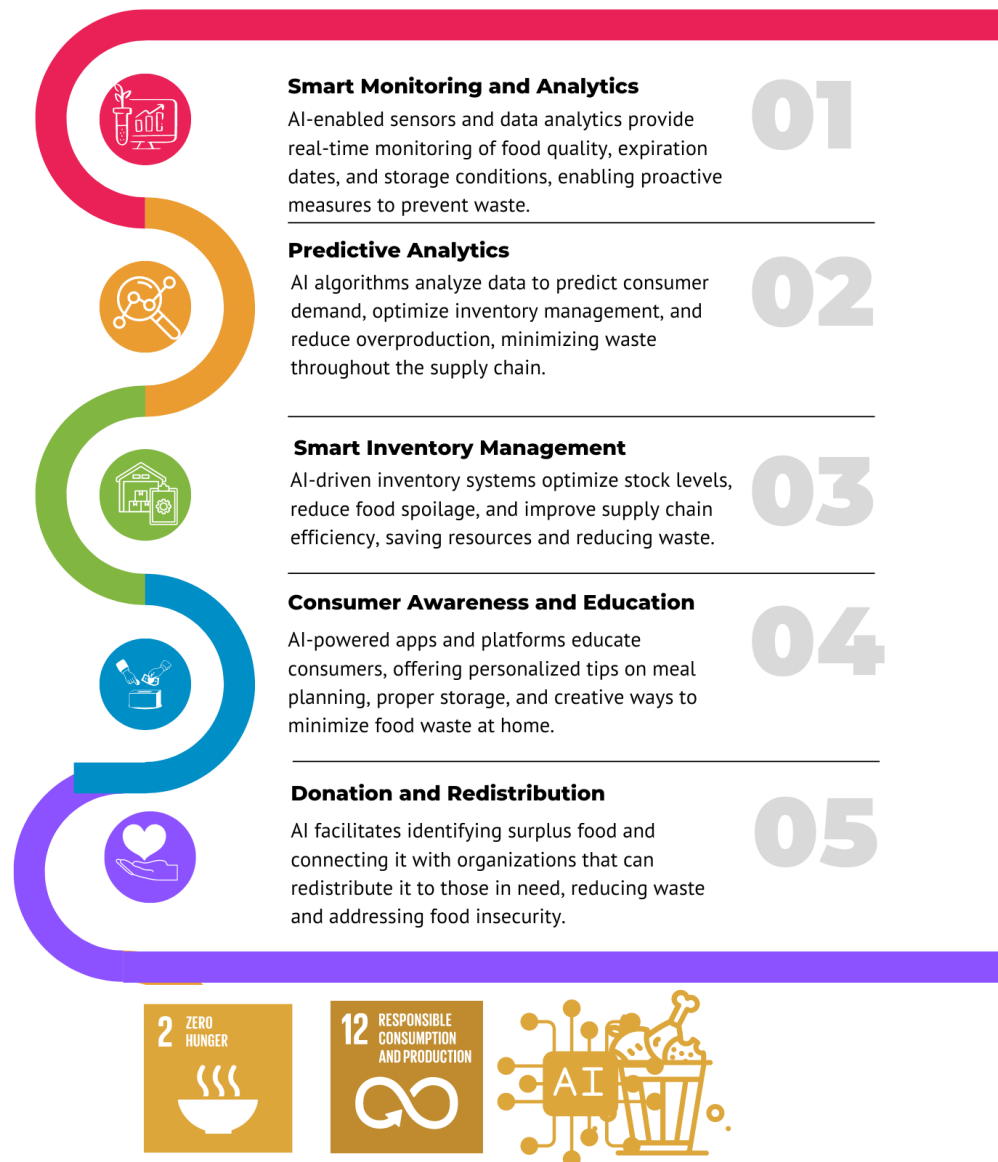 Smart Monitoring and Analytics
01
AI-enabled sensors and data analytics provide
real-time monitoring of food quality, expiration
dates, and storage conditions, enabling proactive
measures to prevent waste.
Predictive Analytics
02
AI algorithms analyze data to predict consumer
demand, optimize inventory management, and
reduce overproduction, minimizing waste
throughout the supply chain.
Smart Inventory Management
03
AI-driven inventory systems optimize stock levels,
reduce food spoilage, and improve supply chain
efficiency, saving resources and reducing waste.
Consumer Awareness and Education
04
AI-powered apps and platforms educate
consumers, offering personalized tips on meal
planning, proper storage, and creative ways to
minimize food waste at home.
Donation and Redistribution
05
AI facilitates identifying surplus food and
connecting it with organizations that can
redistribute it to those in need, reducing waste
and addressing food insecurity.
2 ZERO
HUNGER
12 RESPONSIBLE
CONSUMPTION
AND PRODUCTION
AI